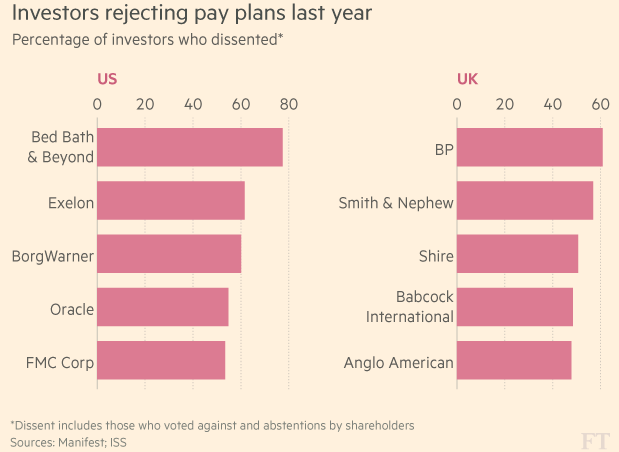 Investors rejecting pay plans last year
Percentage of investors who dissented*
US
0 20 40 60 80
Bed Bath
& Beyond
Exelon
BorgWarner
Oracle
FMC Corp
UK
0 20 40 60
BP
Smith & Nephew
Shire
Babcock
International
Anglo American
*Dissent includes those who voted against and abstentions by shareholders
Sources: Manifest; ISS
FT